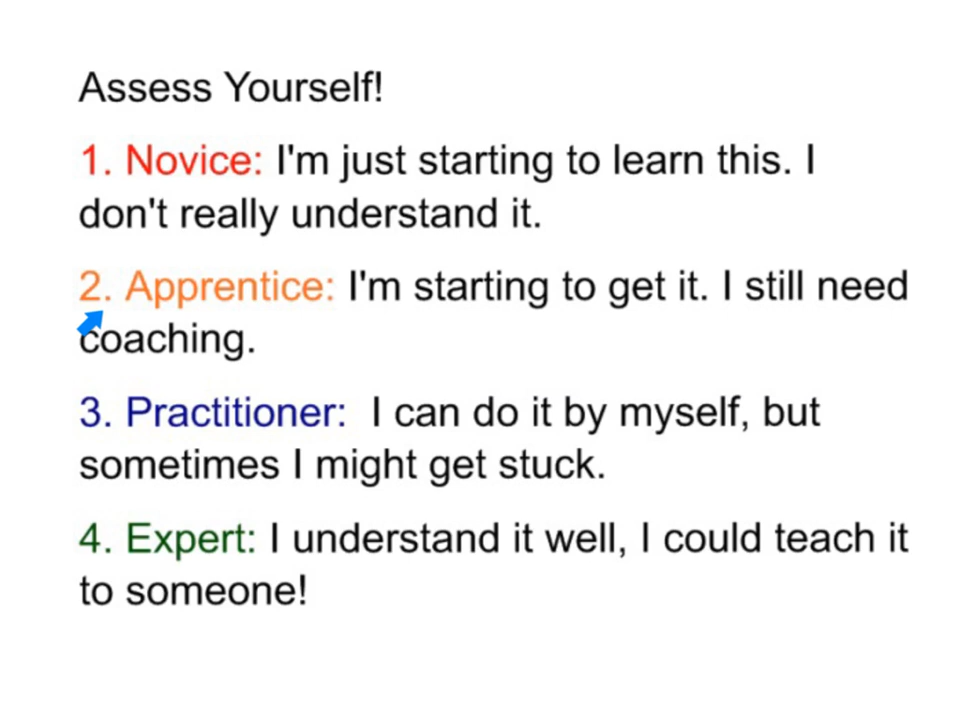 Assess Yourself!
1. Novice: I'm just starting to learn this. I
don't really understand it.
2. Apprentice: I'm starting to get it. I still need
coaching.
3. Practitioner:  I can do it by myself, but
sometimes I might get stuck.
4. Expert: I understand it well, I could teach it
to someone!